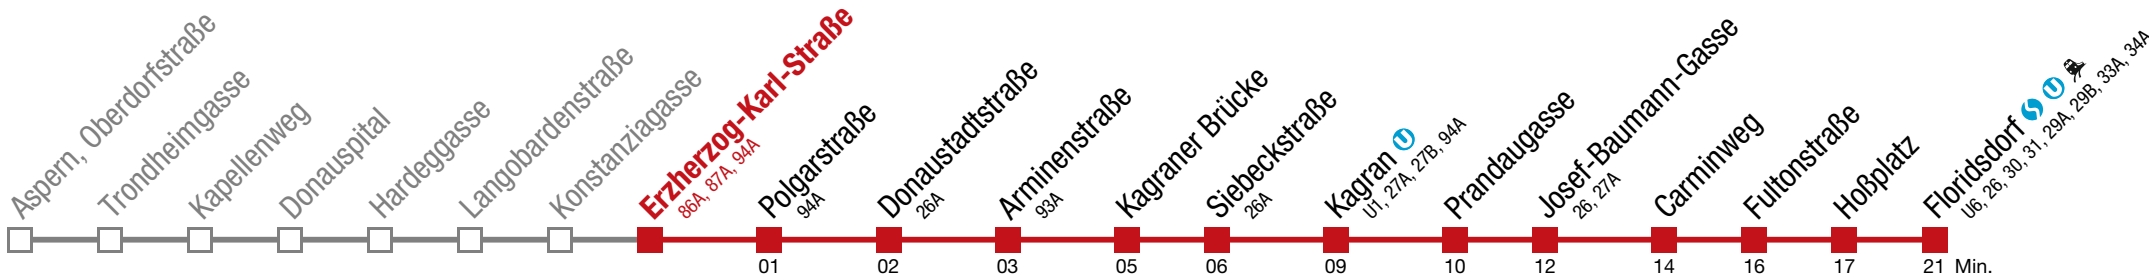 Aspern, Oberdorfstraße
Trondheimgasse
Kapellenweg
Donauspital
Hardeggasse
Langobardenstraße
Konstanziagasse
Erzherzog-Karl-Straße
86A, 87A, 94A
Polgarstraße
94A
Donaustadtstraße
26A
Arminenstraße
93A
Kagraner Brücke
Siebeckstraße
26A
Kagran U
U1, 27A, 27B, 94A
Prandaugasse
Josef-Baumann-Gasse
26, 27A
Carminweg
Fultonstraße
Hoßplatz
Floridsdorf S U
U6, 26, 30, 31, 29A, 29B, 33A, 34A
01 02 03 05 06 09 10 12 14 16 17 21 Min.